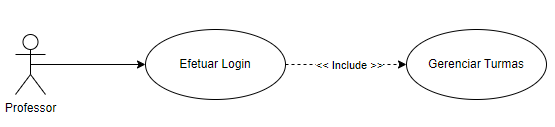 Efetuar Login
<< Include >>
Gerenciar Turmas
Professor